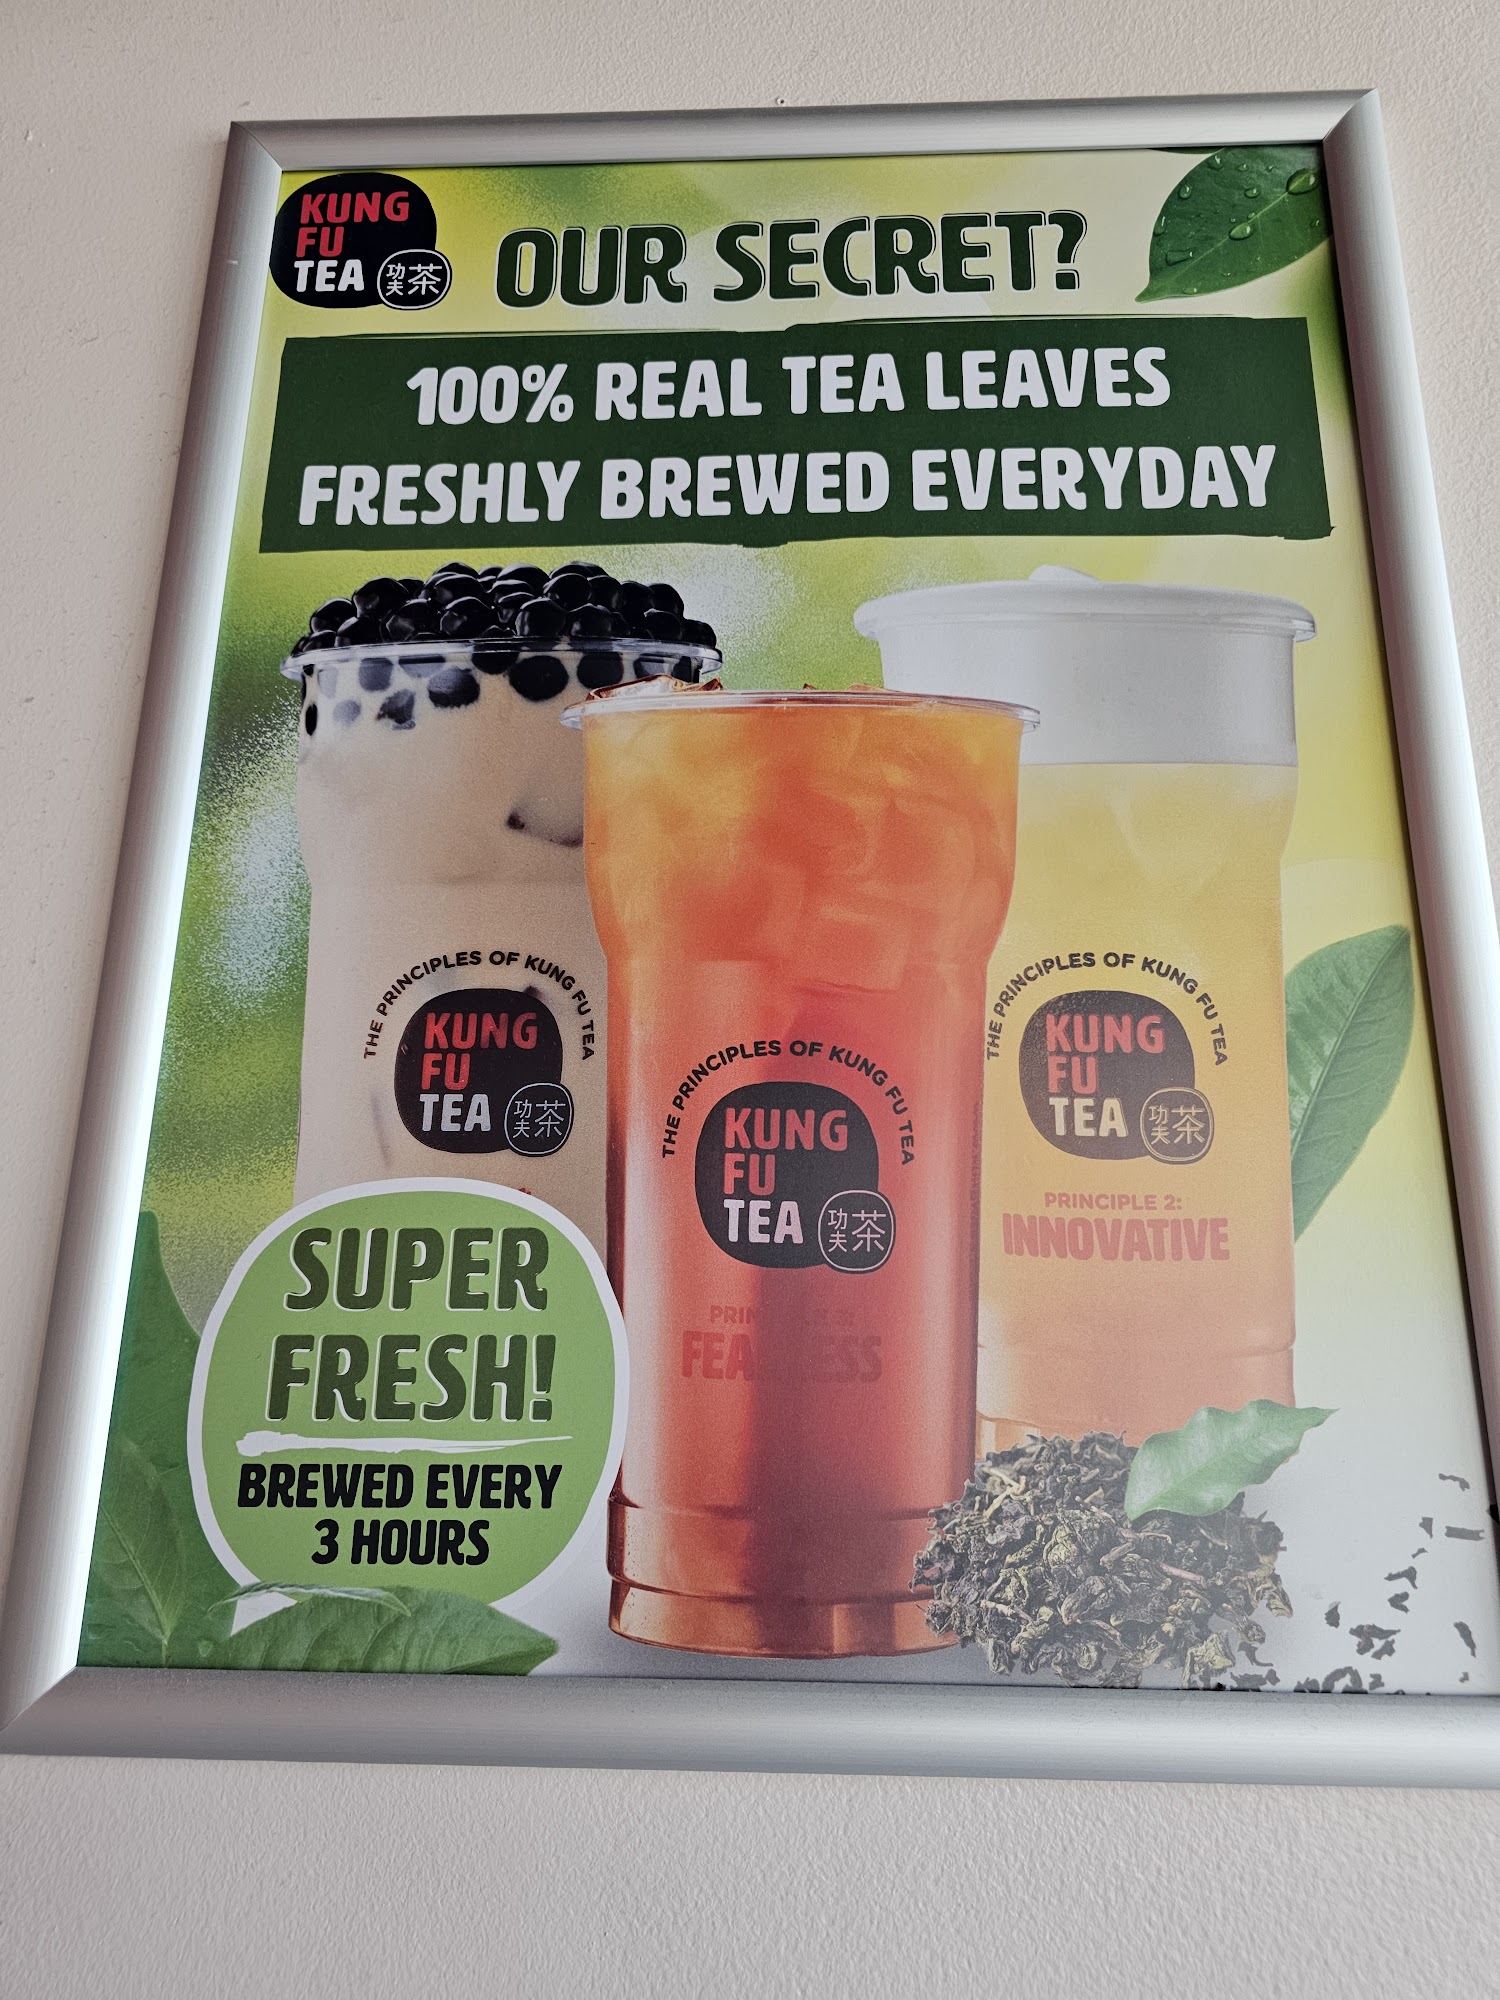 KUNG
FU
TEA 功夫茶
OUR SECRET?
100% REAL TEA LEAVES
FRESHLY BREWED EVERYDAY
THE PRINCIPLES OF KUNG FU TEA
KUNG
FU
TEA 功夫茶
THE PRINCIPLES OF KUNG FU TEA
KUNG
FU
TEA 功夫茶
FEARLESS
THE PRINCIPLES OF KUNG FU TEA
KUNG
FU
TEA 功夫茶
PRINCIPLE 2:
INNOVATIVE
SUPER
FRESH!
BREWED EVERY
3 HOURS